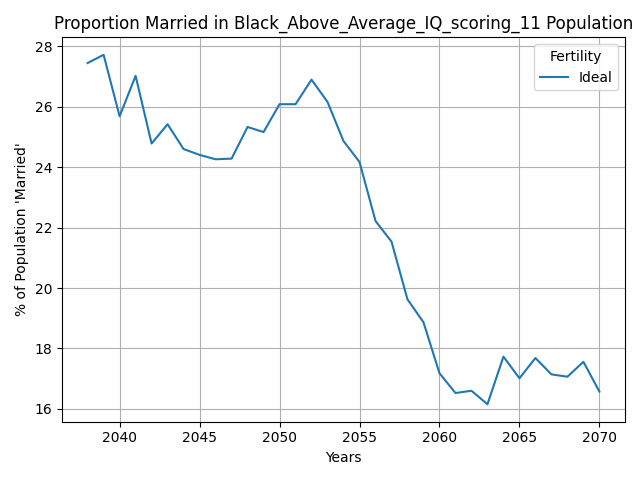 Proportion Married in Black_Above_Average_IQ_scoring_11 Population
28
26
24
22
20
18
16
% of Population 'Married'
Fertility
Ideal
2040 2045 2050 2055 2060 2065 2070
Years